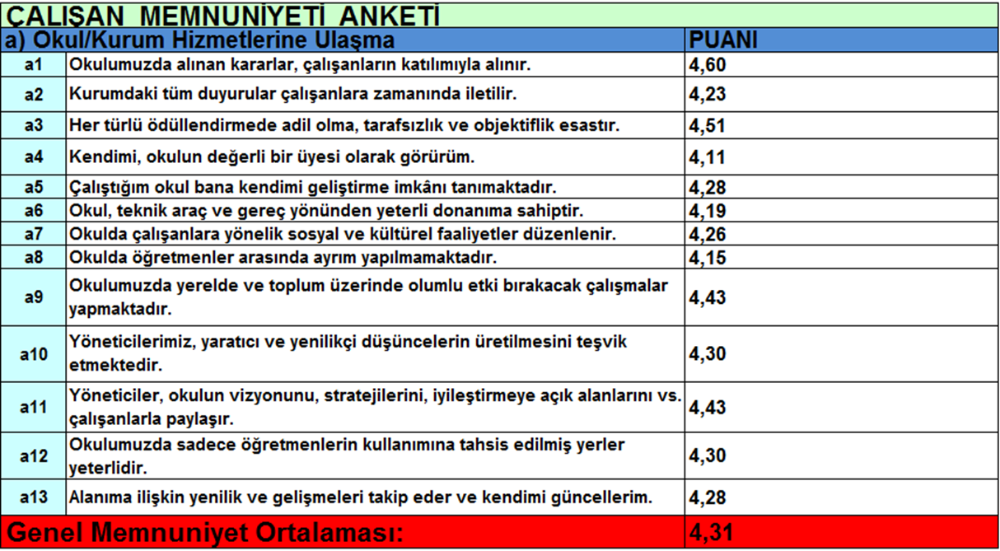 ÇALIŞAN MEMNUNİYETİ ANKETİ
a) Okul/Kurum Hizmetlerine Ulaşma PUANI
a1 Okulumuzda alınan kararlar, çalışanların katılımıyla alınır. 4,60
a2 Kurumdaki tüm duyurular çalışanlara zamanında iletilir. 4,23
a3 Her türlü ödüllendirmede adil olma, tarafsızlık ve objektiflik esastır. 4,51
a4 Kendimi, okulun değerli bir üyesi olarak görürüm. 4,11
a5 Çalıştığım okul bana kendimi geliştirme imkânı tanımaktadır. 4,28
a6 Okul, teknik araç ve gereç yönünden yeterli donanıma sahiptir. 4,19
a7 Okulda çalışanlara yönelik sosyal ve kültürel faaliyetler düzenlenir. 4,26
a8 Okulda öğretmenler arasında ayrım yapılmamaktadır. 4,15
a9 Okulumuzda yerelde ve toplum üzerinde olumlu etki bırakacak çalışmalar
yapmaktadır. 4,43
a10 Yöneticilerimiz, yaratıcı ve yenilikçi düşüncelerin üretilmesini teşvik
etmektedir. 4,30
a11 Yöneticiler, okulun vizyonunu, stratejilerini, iyileştirmeye açık alanlarını vs.
çalışanlarla paylaşır. 4,43
a12 Okulumuzda sadece öğretmenlerin kullanımına tahsis edilmiş yerler
yeterlidir. 4,30
a13 Alanıma ilişkin yenilik ve gelişmeleri takip eder ve kendimi güncellerim. 4,28
Genel Memnuniyet Ortalaması: 4,31